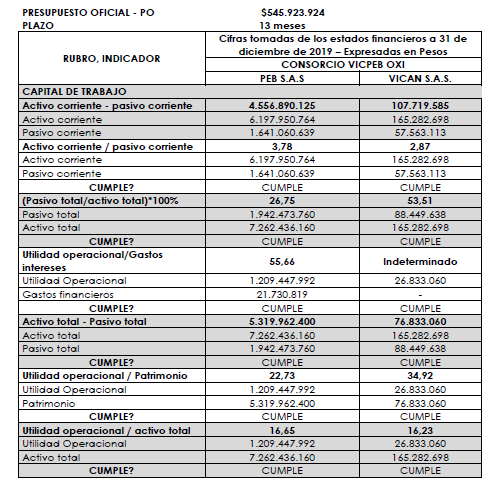 PRESUPUESTO OFICIAL - PO $545.923.924
PLAZO 13 meses
RUBRO, INDICADOR
Cifras tomadas de los estados financieros a 31 de
diciembre de 2019 – Expresadas en Pesos
CONSORCIO VICPEB OXI
PEB S.A.S VICAN S.A.S.
CAPITAL DE TRABAJO
Activo corriente - pasivo corriente 4.556.890.125 107.719.585
Activo corriente 6.197.950.764 165.282.698
Pasivo corriente 1.641.060.639 57.563.113
Activo corriente / pasivo corriente 3,78 2,87
Activo corriente 6.197.950.764 165.282.698
Pasivo corriente 1.641.060.639 57.563.113
CUMPLE? CUMPLE CUMPLE
(Pasivo total/activo total)*100% 26,75 53,51
Pasivo total 1.942.473.760 88.449.638
Activo total 7.262.436.160 165.282.698
CUMPLE? CUMPLE CUMPLE
Utilidad operacional/Gastos
intereses 55,66 Indeterminado
Utilidad Operacional 1.209.447.992 26.833.060
Gastos financieros 21.730.819 -
CUMPLE? CUMPLE CUMPLE
Activo total - Pasivo total 5.319.962.400 76.833.060
Activo total 7.262.436.160 165.282.698
Pasivo total 1.942.473.760 88.449.638
CUMPLE? CUMPLE CUMPLE
Utilidad operacional / Patrimonio 22,73 34,92
Utilidad Operacional 1.209.447.992 26.833.060
Patrimonio 5.319.962.400 76.833.060
CUMPLE? CUMPLE CUMPLE
Utilidad operacional / activo total 16,65 16,23
Utilidad Operacional 1.209.447.992 26.833.060
Activo total 7.262.436.160 165.282.698
CUMPLE? CUMPLE CUMPLE